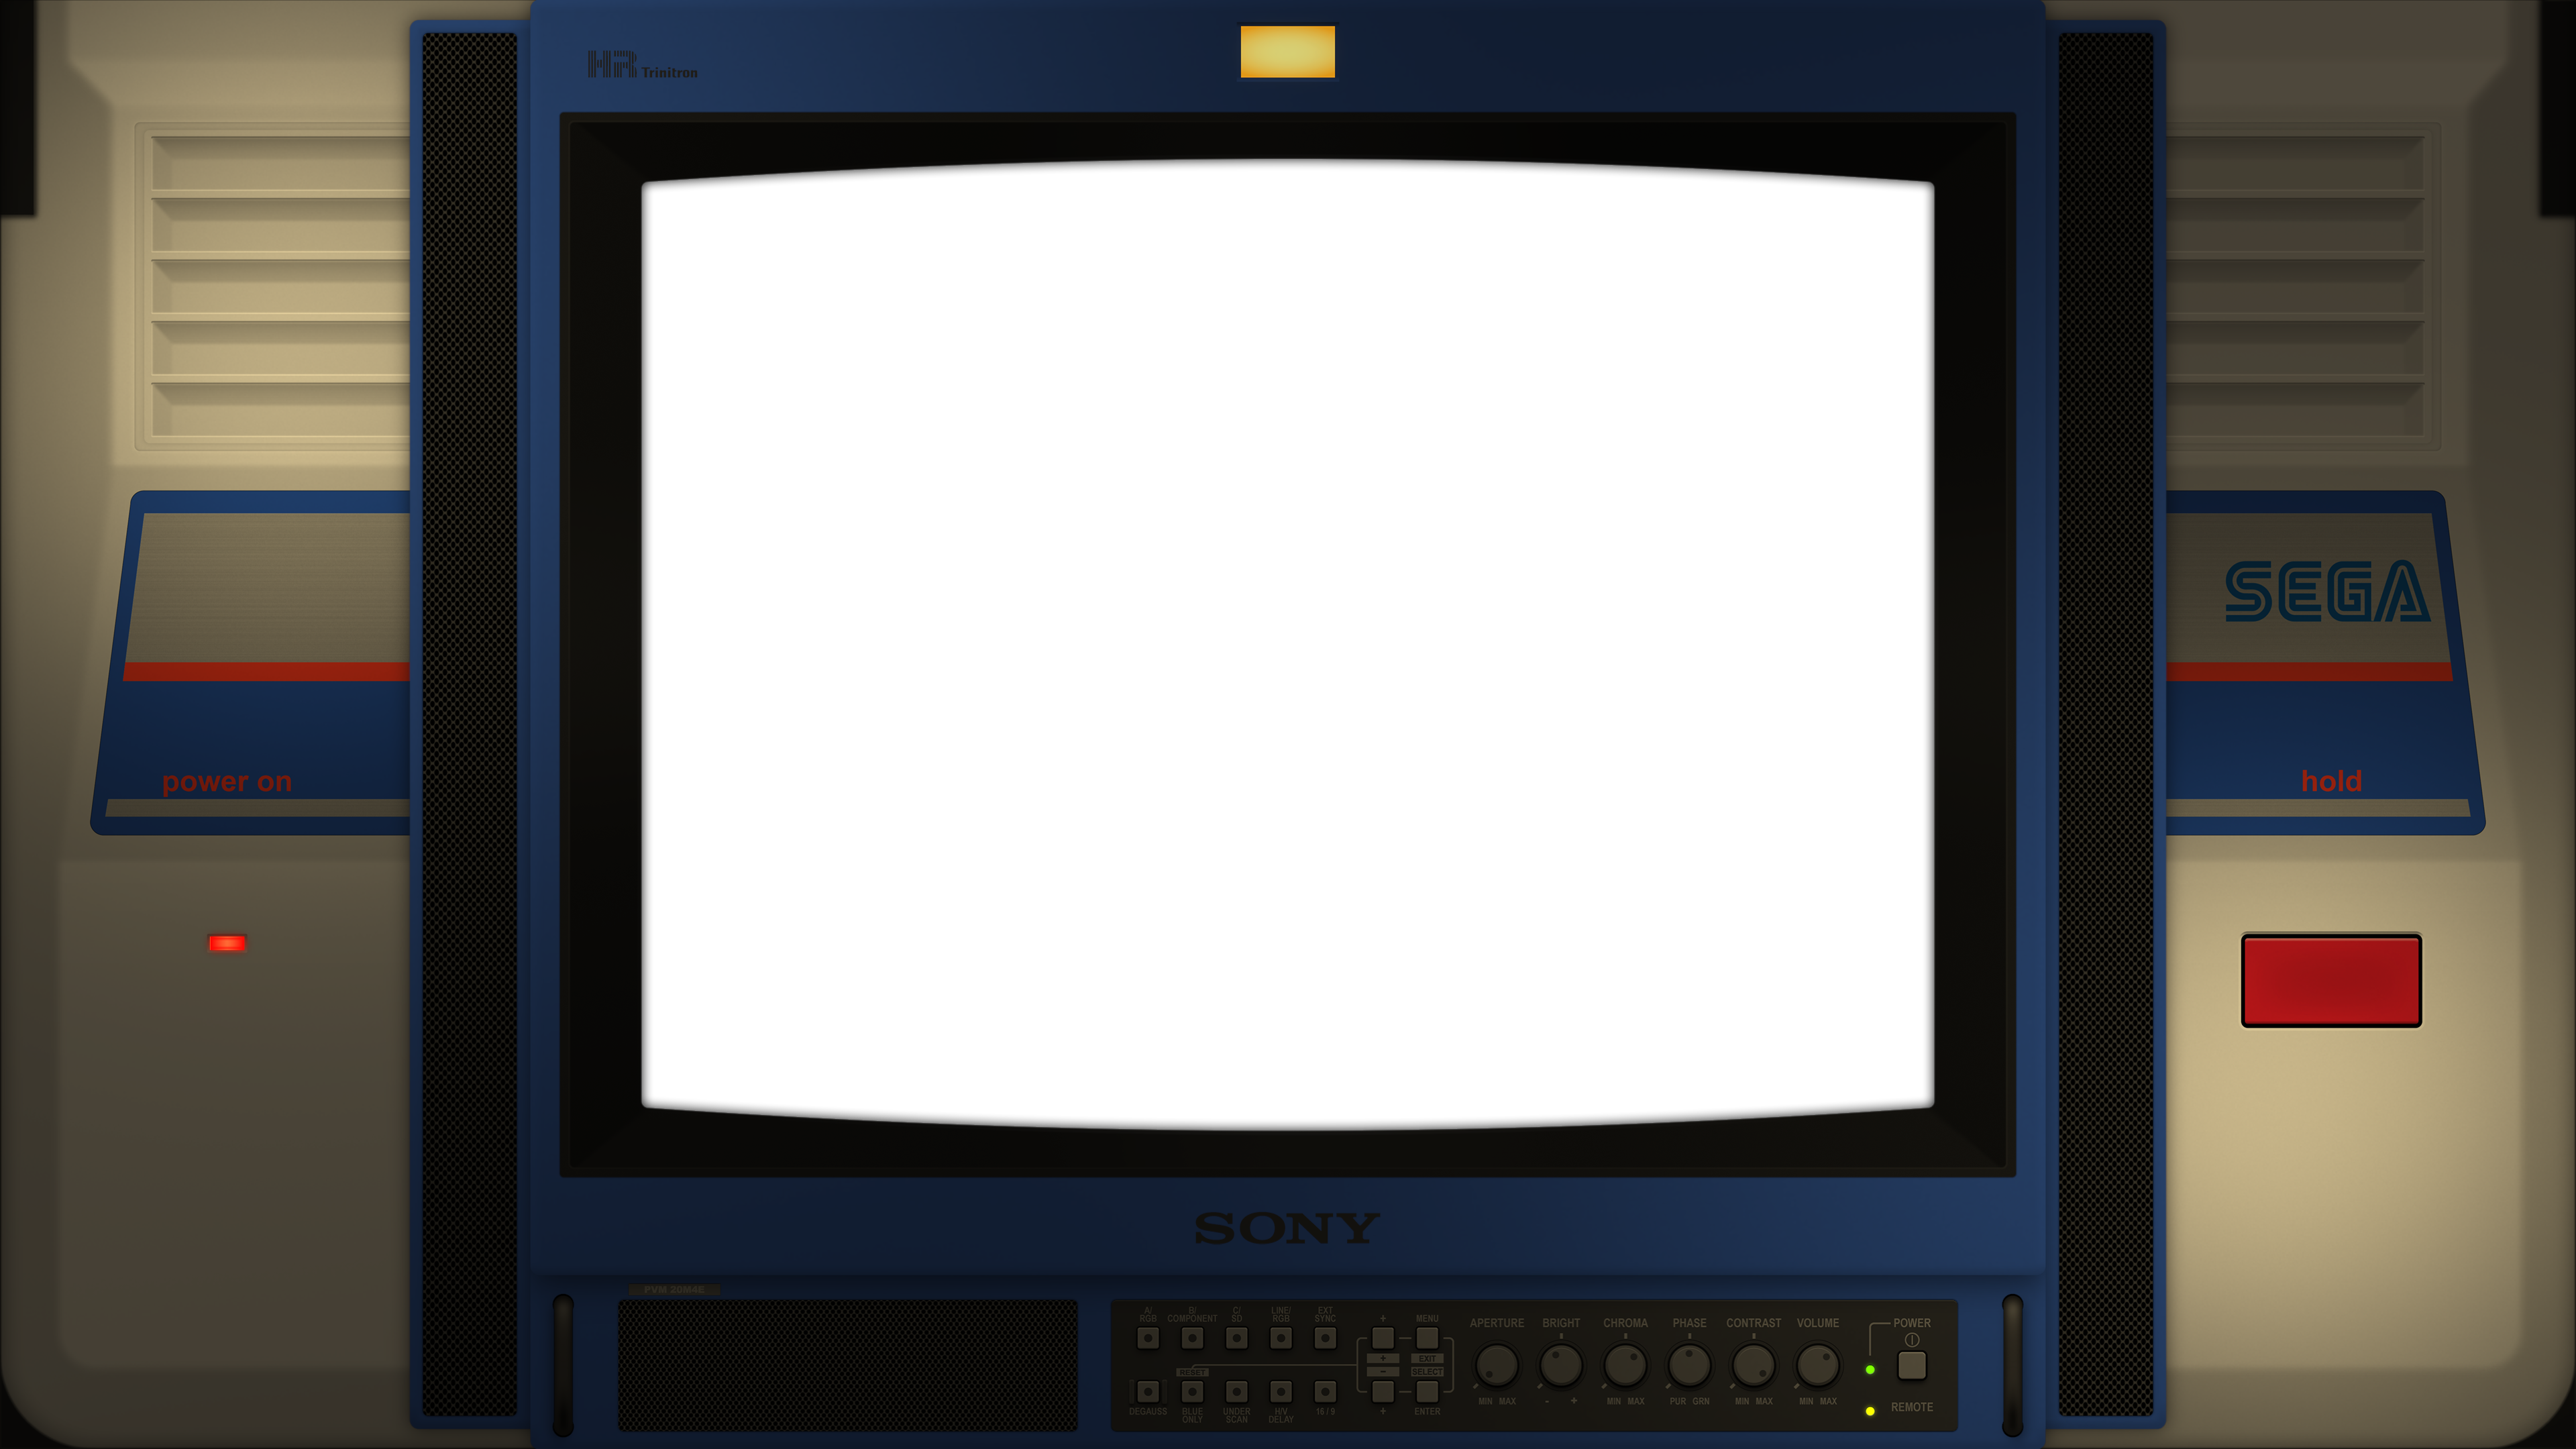 HR Trinitron
SEGA
power on
hold
SONY
PVM 20M4E
A/ RGB
B/ COMPONENT
C/ SD
LINE/ RGB
EXT SYNC
+
MENU
APERTURE
BRIGHT
CHROMA
PHASE
CONTRAST
VOLUME
POWER
+
EXIT
RESET
−
SELECT
MIN MAX
- +
MIN MAX
PUR GRN
MIN MAX
MIN MAX
REMOTE
DEGAUSS
BLUE ONLY
UNDER SCAN
H/V DELAY
16 / 9
+
ENTER